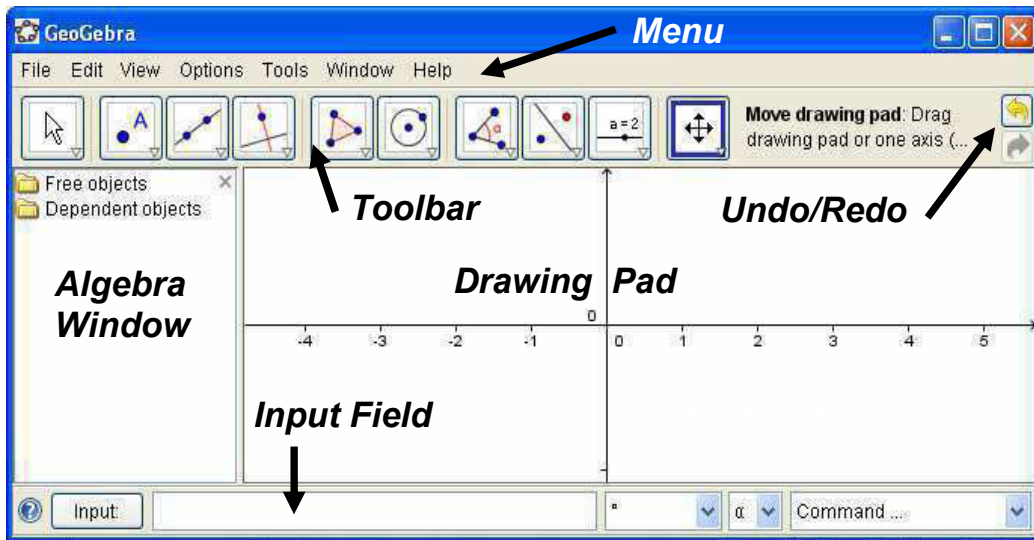 GeoGebra
Menu
File Edit View Options Tools Window Help
A
α
a=2
Move drawing pad: Drag
drawing pad or one axis (...
Free objects
Dependent objects
Toolbar
Undo/Redo
Algebra
Window
Drawing Pad
0
-4 -3 -2 -1 0 1 2 3 4 5
Input Field
? Input: ° α Command ...